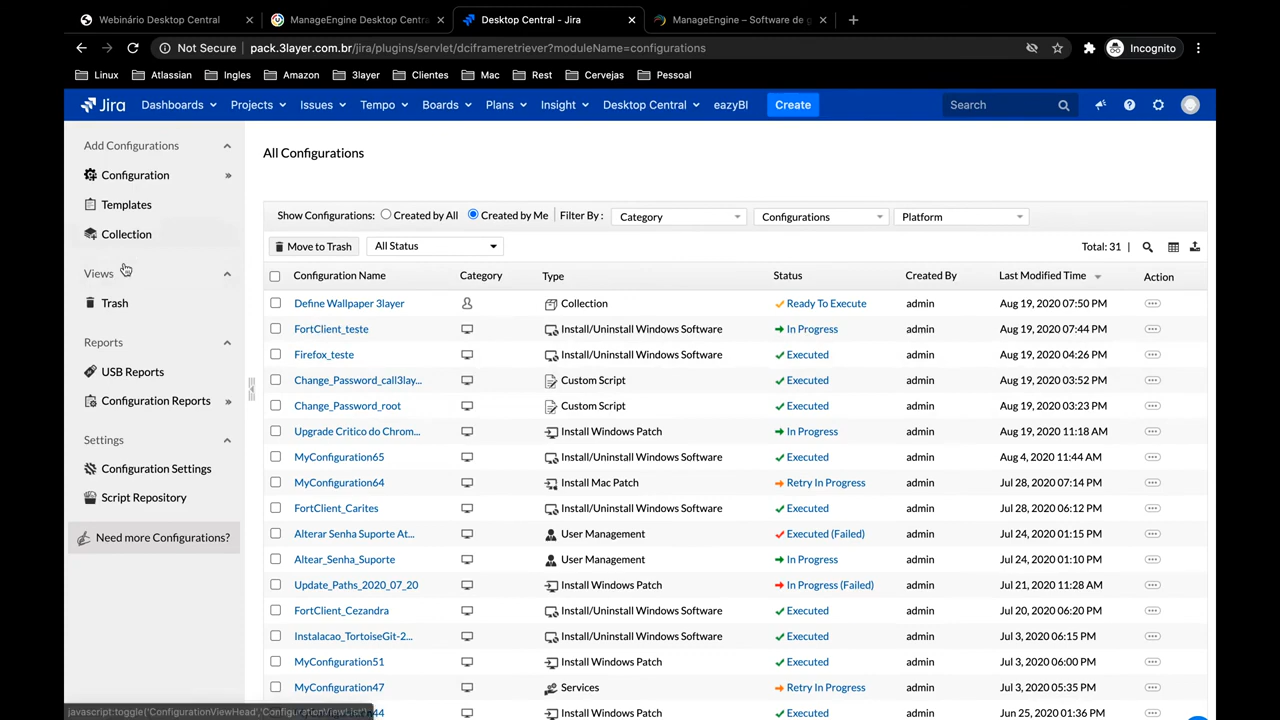 Webinário Desktop Central
ManageEngine Desktop Centra
Desktop Central - Jira
ManageEngine – Software de g
Not Secure pack.3layer.com.br/jira/plugins/servlet/dciframeretriever?moduleName=configurations
Incognito
Linux Atlassian Ingles Amazon 3layer Clientes Mac Rest Cervejas Pessoal
Jira Dashboards Projects Issues Tempo Boards Plans Insight Desktop Central eazyBI Create Search
Add Configurations
Configuration
Templates
Collection
Views
Trash
Reports
USB Reports
Configuration Reports
Settings
Configuration Settings
Script Repository
Need more Configurations?
All Configurations
Show Configurations: Created by All Created by Me Filter By : Category Configurations Platform
Move to Trash All Status Total: 31
Configuration Name Category Type Status Created By Last Modified Time Action
Define Wallpaper 3layer Collection Ready To Execute admin Aug 19, 2020 07:50 PM
FortClient_teste Install/Uninstall Windows Software In Progress admin Aug 19, 2020 07:44 PM
Firefox_teste Install/Uninstall Windows Software Executed admin Aug 19, 2020 04:26 PM
Change_Password_call3lay... Custom Script Executed admin Aug 19, 2020 03:52 PM
Change_Password_root Custom Script Executed admin Aug 19, 2020 03:23 PM
Upgrade Critico do Chrom... Install Windows Patch In Progress admin Aug 19, 2020 11:18 AM
MyConfiguration65 Install/Uninstall Windows Software Executed admin Aug 4, 2020 11:44 AM
MyConfiguration64 Install Mac Patch Retry In Progress admin Jul 28, 2020 07:14 PM
FortClient_Carites Install/Uninstall Windows Software Executed admin Jul 28, 2020 06:12 PM
Alterar Senha Suporte At... User Management Executed (Failed) admin Jul 24, 2020 01:15 PM
Altear_Senha_Suporte User Management In Progress admin Jul 24, 2020 01:10 PM
Update_Paths_2020_07_20 Install Windows Patch In Progress (Failed) admin Jul 21, 2020 11:28 AM
FortClient_Cezandra Install/Uninstall Windows Software Executed admin Jul 20, 2020 06:20 PM
Instalacao_TortoiseGit-2... Install/Uninstall Windows Software Executed admin Jul 3, 2020 06:15 PM
MyConfiguration51 Install Windows Patch Executed admin Jul 3, 2020 06:00 PM
MyConfiguration47 Services Retry In Progress admin Jul 3, 2020 05:35 PM
44 Install Windows Patch Executed admin Jun 25, 2020 01:36 PM
javascript:toggle('ConfigurationViewHead','ConfigurationViewList')